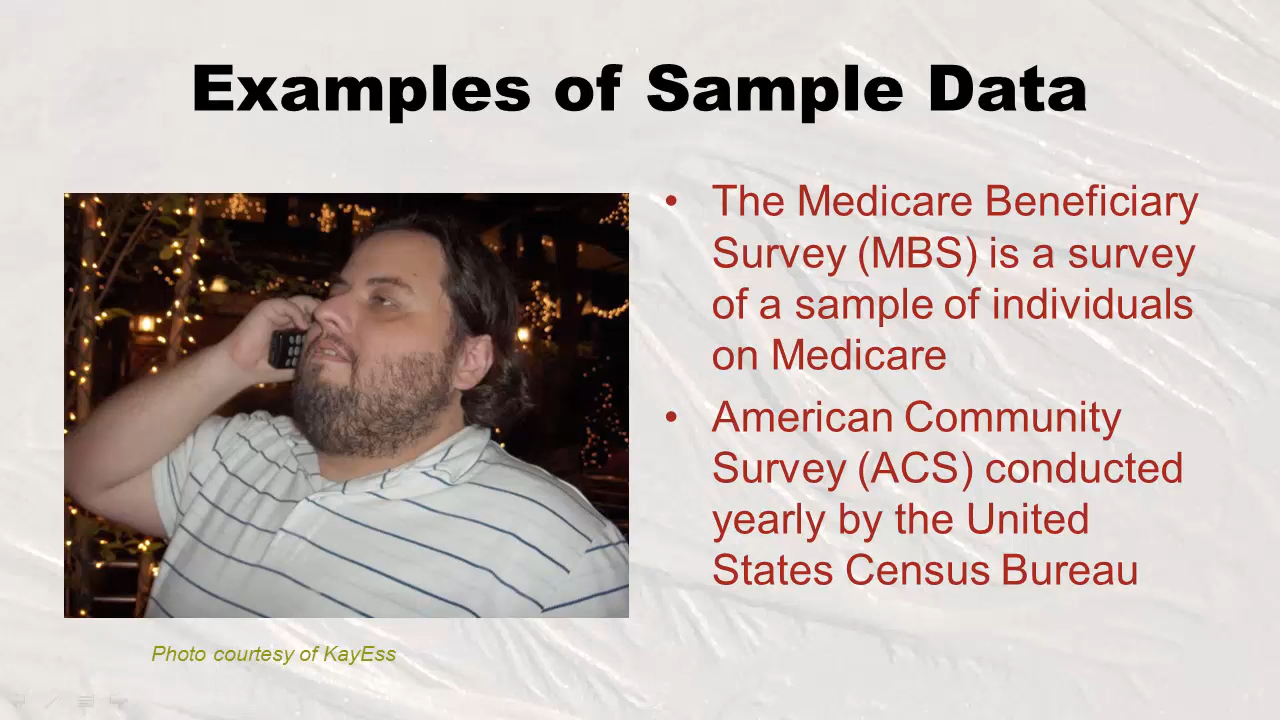 Examples of Sample Data
• The Medicare Beneficiary
Survey (MBS) is a survey
of a sample of individuals
on Medicare
• American Community
Survey (ACS) conducted
yearly by the United
States Census Bureau
Photo courtesy of KayEss